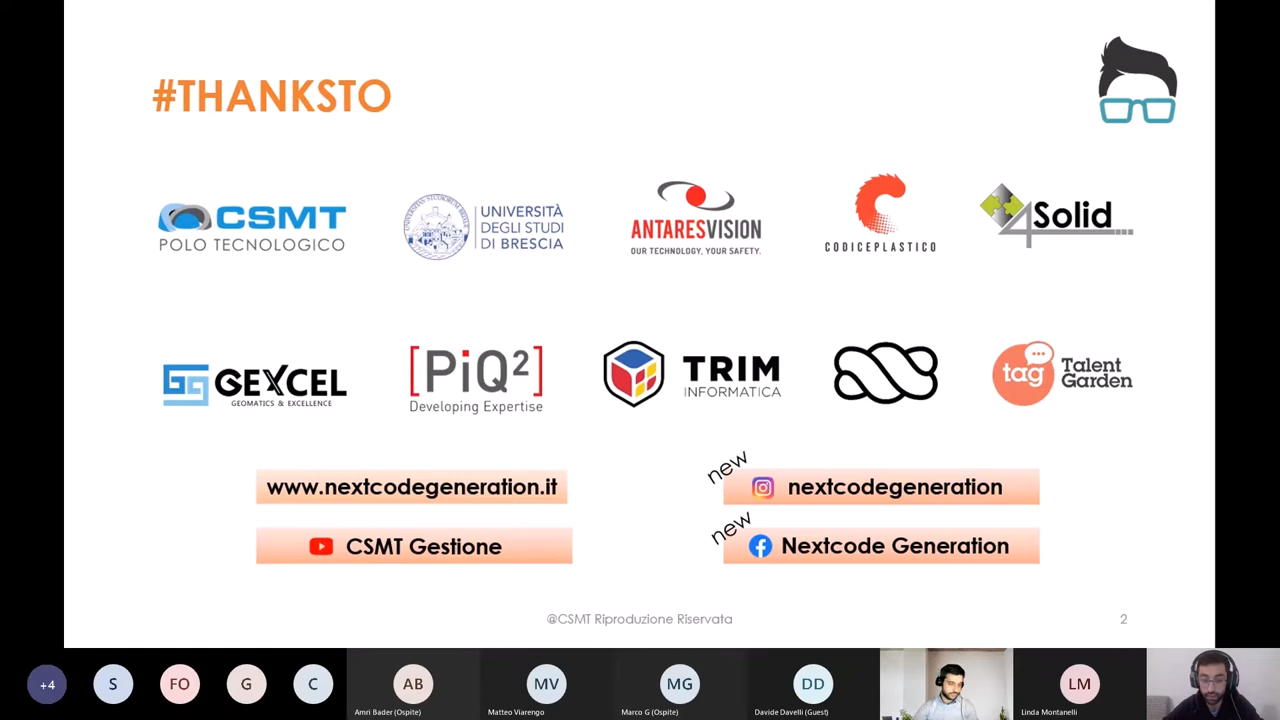 #THANKSTO
CSMT
POLO TECNOLOGICO
UNIVERSITÀ
DEGLI STUDI
DI BRESCIA
ANTARESVISION
OUR TECHNOLOGY, YOUR SAFETY.
CODICEPLASTICO
4Solid
GEXCEL
GEOMATICS & EXCELLENCE
[PiQ²]
Developing Expertise
TRIM
INFORMATICA
tag
Talent
Garden
www.nextcodegeneration.it
new
nextcodegeneration
CSMT Gestione
new
Nextcode Generation
@CSMT Riproduzione Riservata
2
+4
S
FO
G
C
AB
Amri Bader (Ospite)
MV
Matteo Viarengo
MG
Marco G (Ospite)
DD
Davide Davelli (Guest)
LM
Linda Montanelli